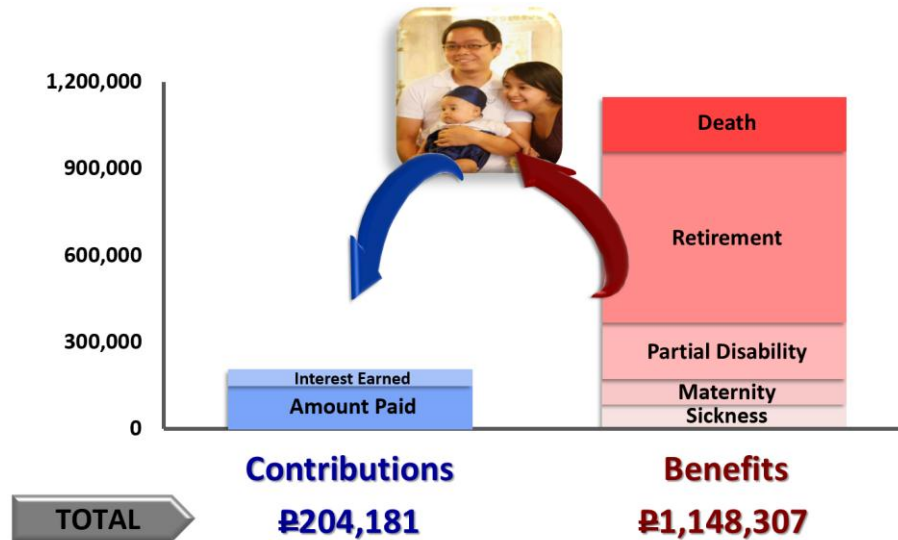 1,200,000
900,000
600,000
300,000
0
Death
Retirement
Partial Disability
Maternity
Sickness
Interest Earned
Amount Paid
Contributions
Benefits
TOTAL
₱204,181
₱1,148,307